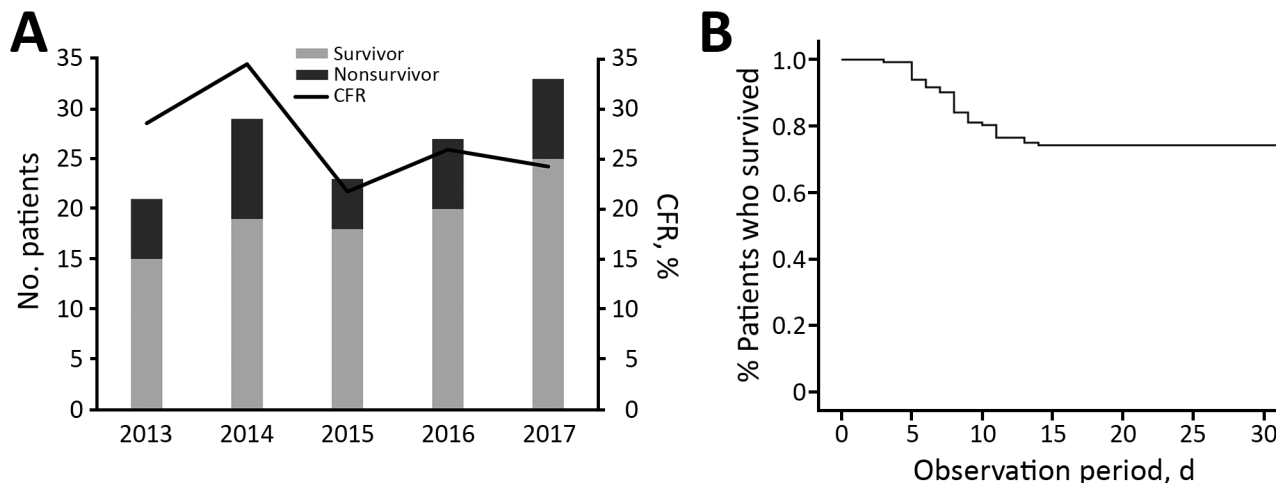 A
Survivor
Nonsurvivor
CFR
No. patients
35
30
25
20
15
10
5
0
35
30
25
20
15
10
5
0
CFR, %
2013 2014 2015 2016 2017
B
% Patients who survived
1.0
0.8
0.6
0.4
0.2
0
0 5 10 15 20 25 30
Observation period, d